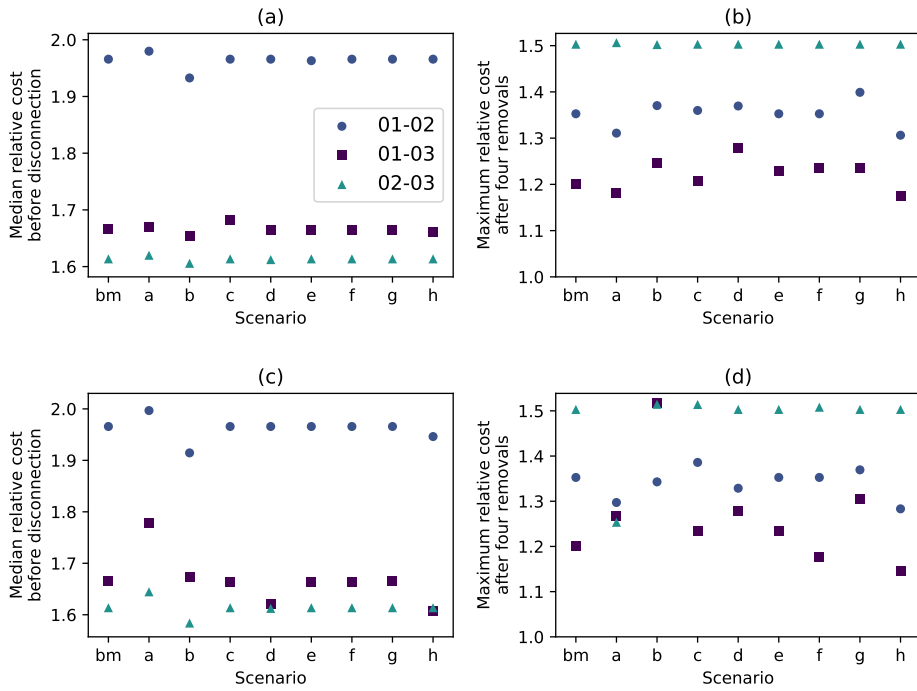 (a)
Median relative cost
before disconnection
2.0
1.9
1.8
1.7
1.6
01-02
01-03
02-03
bm a b c d e f g h
Scenario
(b)
Maximum relative cost
after four removals
1.5
1.4
1.3
1.2
1.1
1.0
bm a b c d e f g h
Scenario
(c)
Median relative cost
before disconnection
2.0
1.9
1.8
1.7
1.6
bm a b c d e f g h
Scenario
(d)
Maximum relative cost
after four removals
1.5
1.4
1.3
1.2
1.1
1.0
bm a b c d e f g h
Scenario